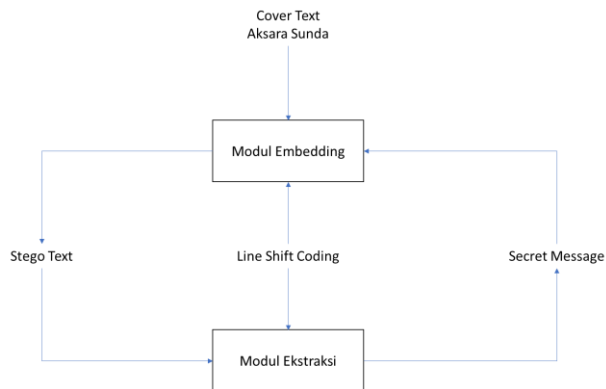 Cover Text
Aksara Sunda
Modul Embedding
Stego Text
Line Shift Coding
Secret Message
Modul Ekstraksi